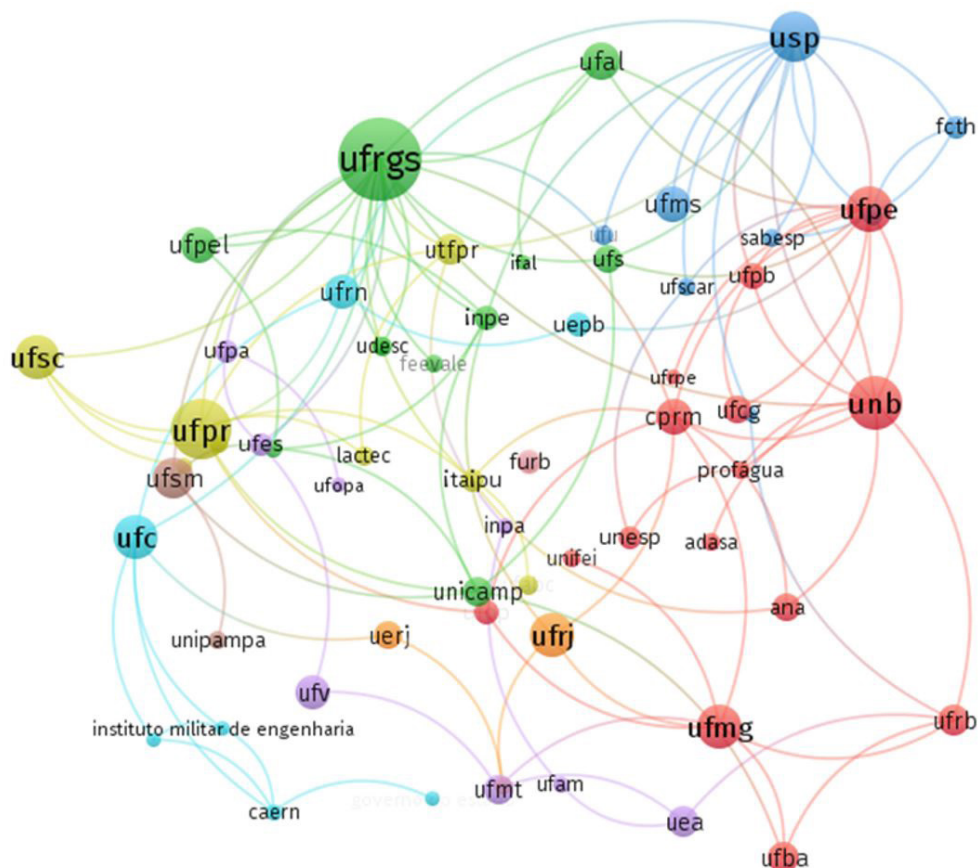 usp
ufal
fcth
ufrgs
ufms
ufpe
ufu
sabesp
ufpel
utfpr
ifal
ufs
ufpb
ufscar
ufrn
inpe
uepb
udesc
ufpa
feevale
ufsc
ufrpe
cprm
ufcg
unb
ufpr
ufes
lactec
furb
profágua
ufsm
ufopa
itaipu
inpa
ufc
unesp
adasa
unifei
unicamp
ana
uerj
ufrj
unipampa
ufv
instituto militar de engenharia
ufmg
ufrb
ufmt
ufam
caern
uea
ufba